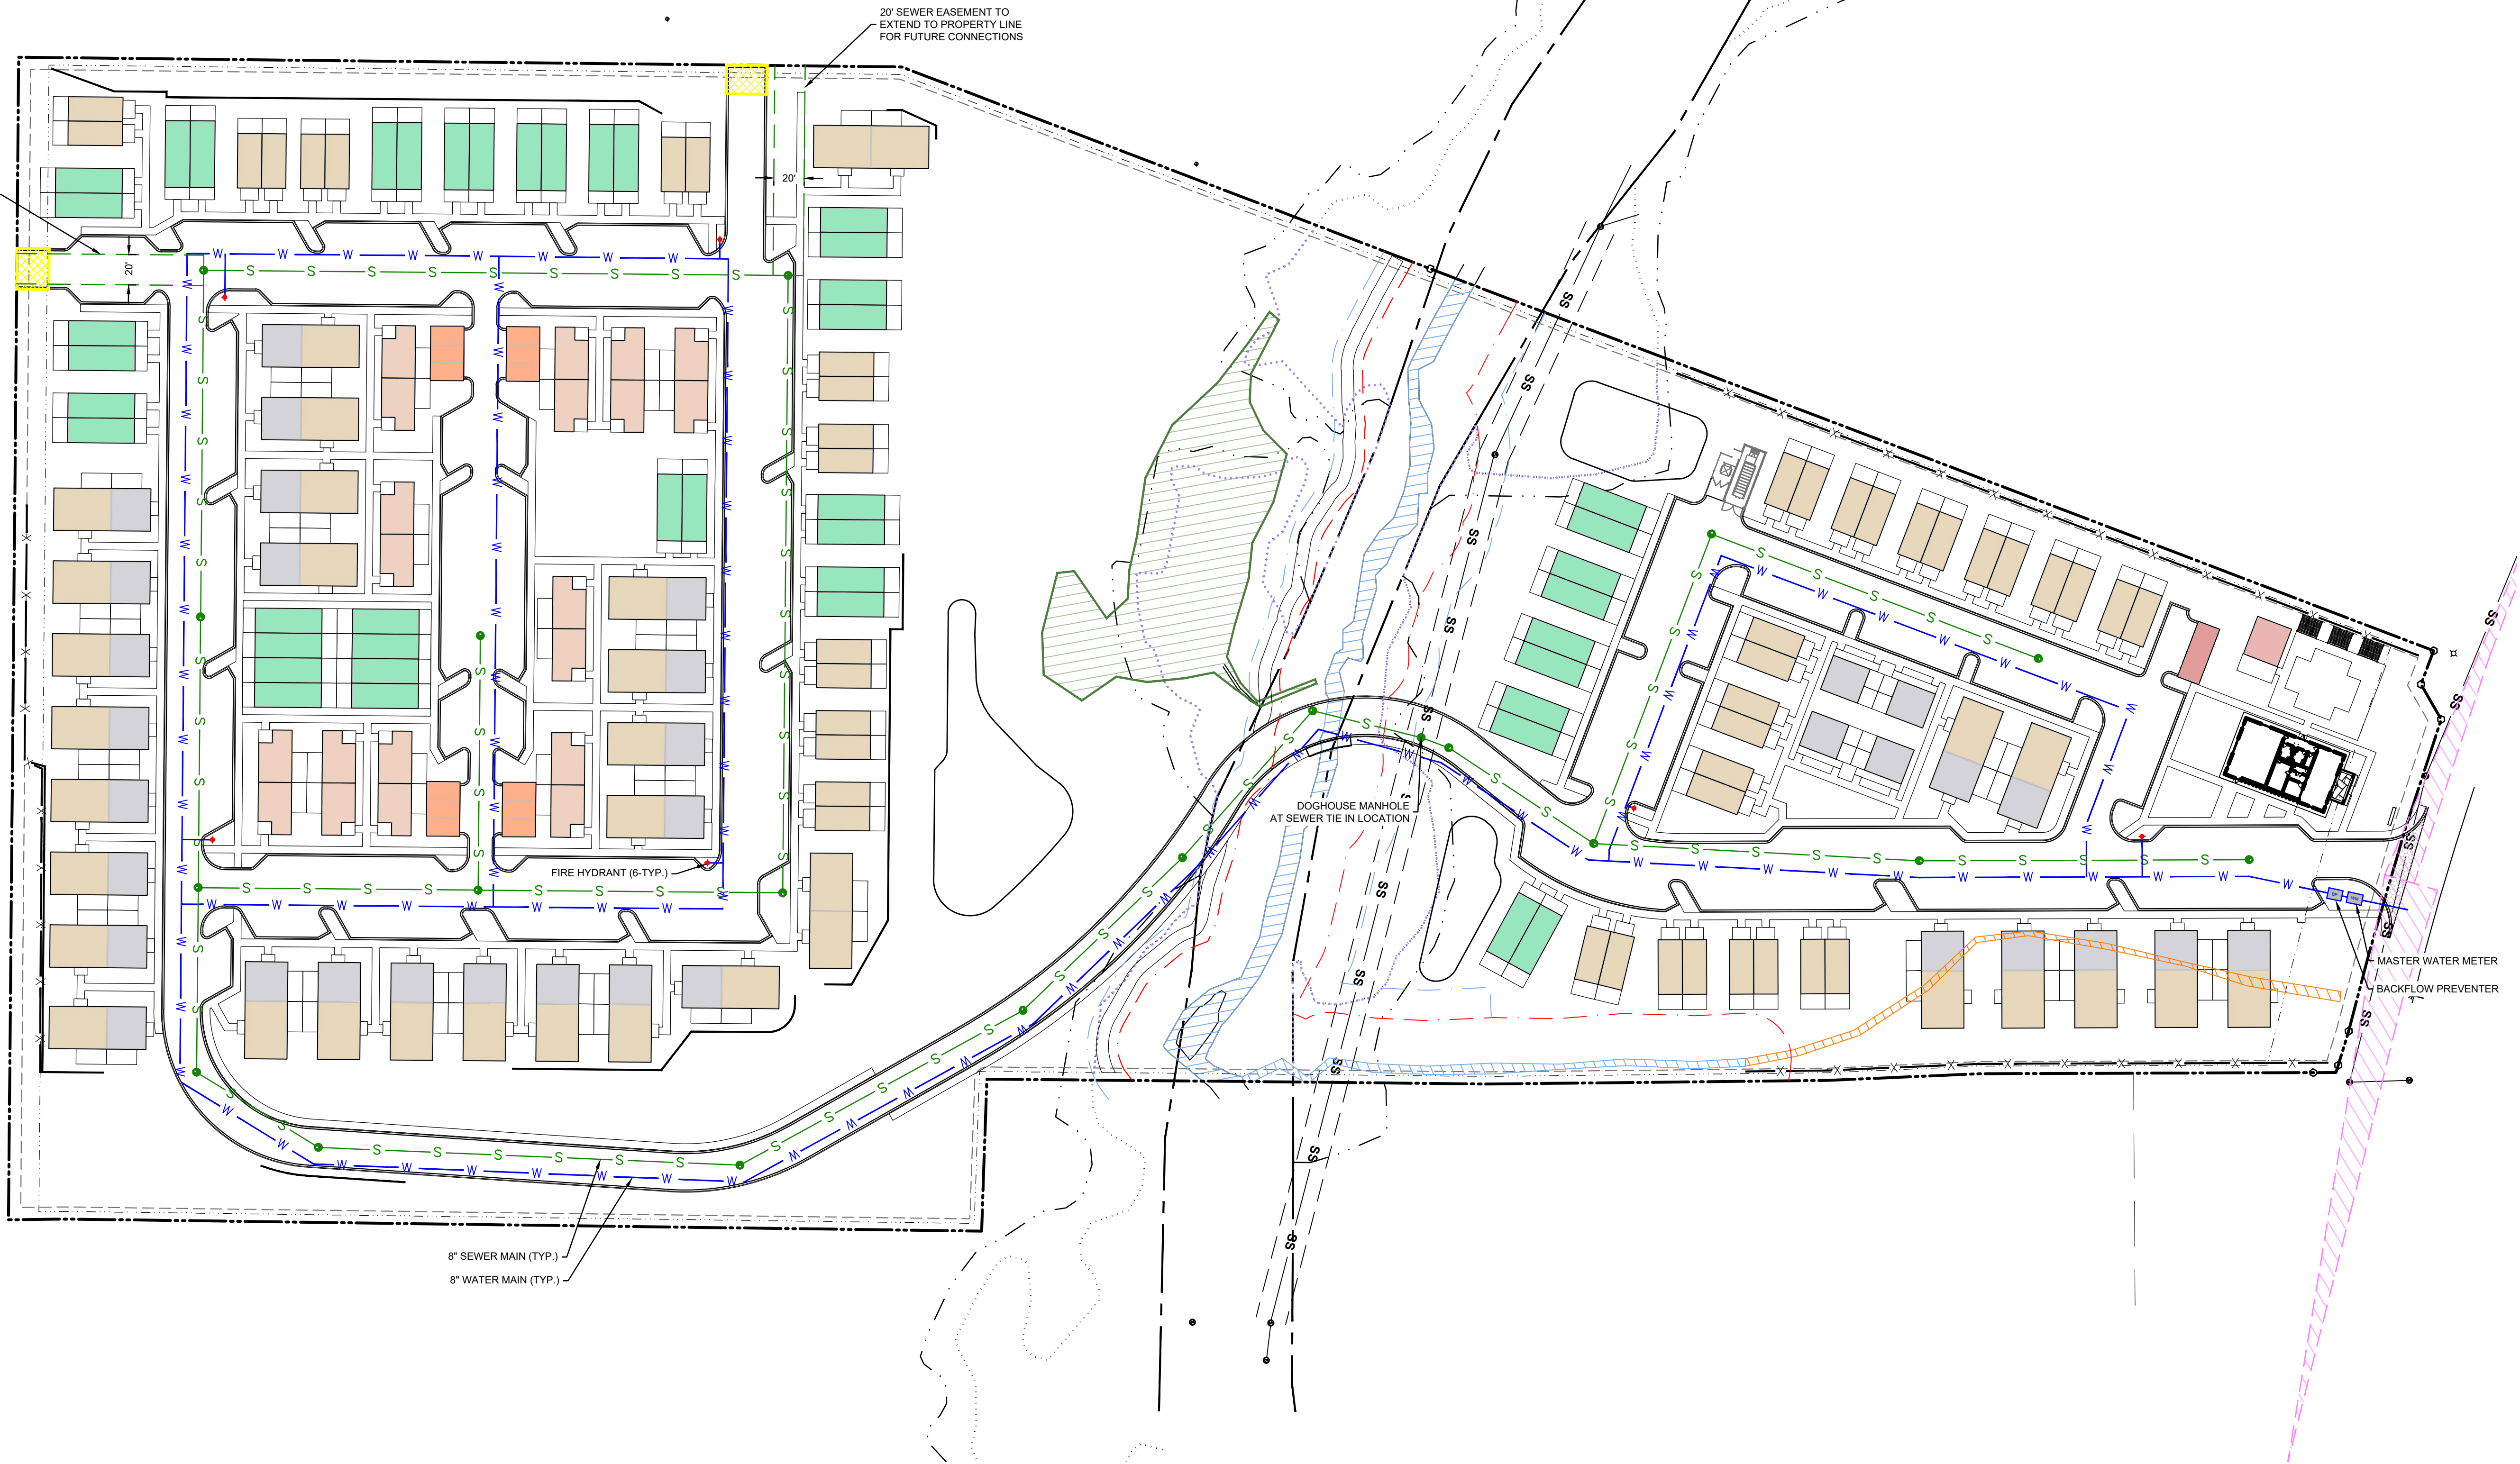 20' SEWER EASEMENT TO
EXTEND TO PROPERTY LINE
FOR FUTURE CONNECTIONS
20'
20'
DOGHOUSE MANHOLE
AT SEWER TIE IN LOCATION
FIRE HYDRANT (6-TYP.)
MASTER WATER METER
BACKFLOW PREVENTER
8" SEWER MAIN (TYP.)
8" WATER MAIN (TYP.)